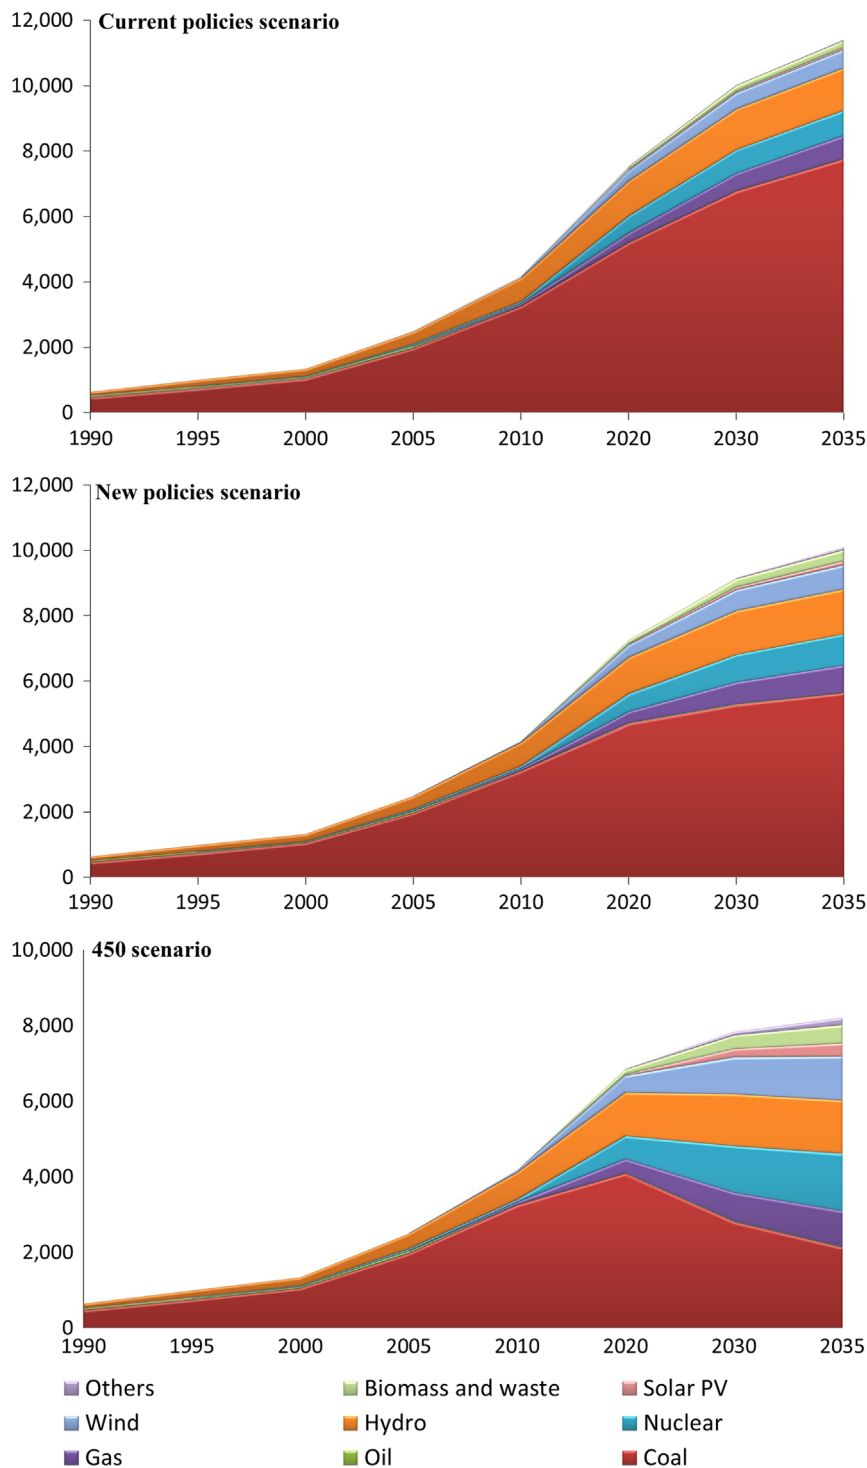 Current policies scenario
12,000
10,000
8,000
6,000
4,000
2,000
0
1990 1995 2000 2005 2010 2020 2030 2035
New policies scenario
12,000
10,000
8,000
6,000
4,000
2,000
0
1990 1995 2000 2005 2010 2020 2030 2035
450 scenario
10,000
8,000
6,000
4,000
2,000
0
1990 1995 2000 2005 2010 2020 2030 2035
Others Biomass and waste Solar PV
Wind Hydro Nuclear
Gas Oil Coal